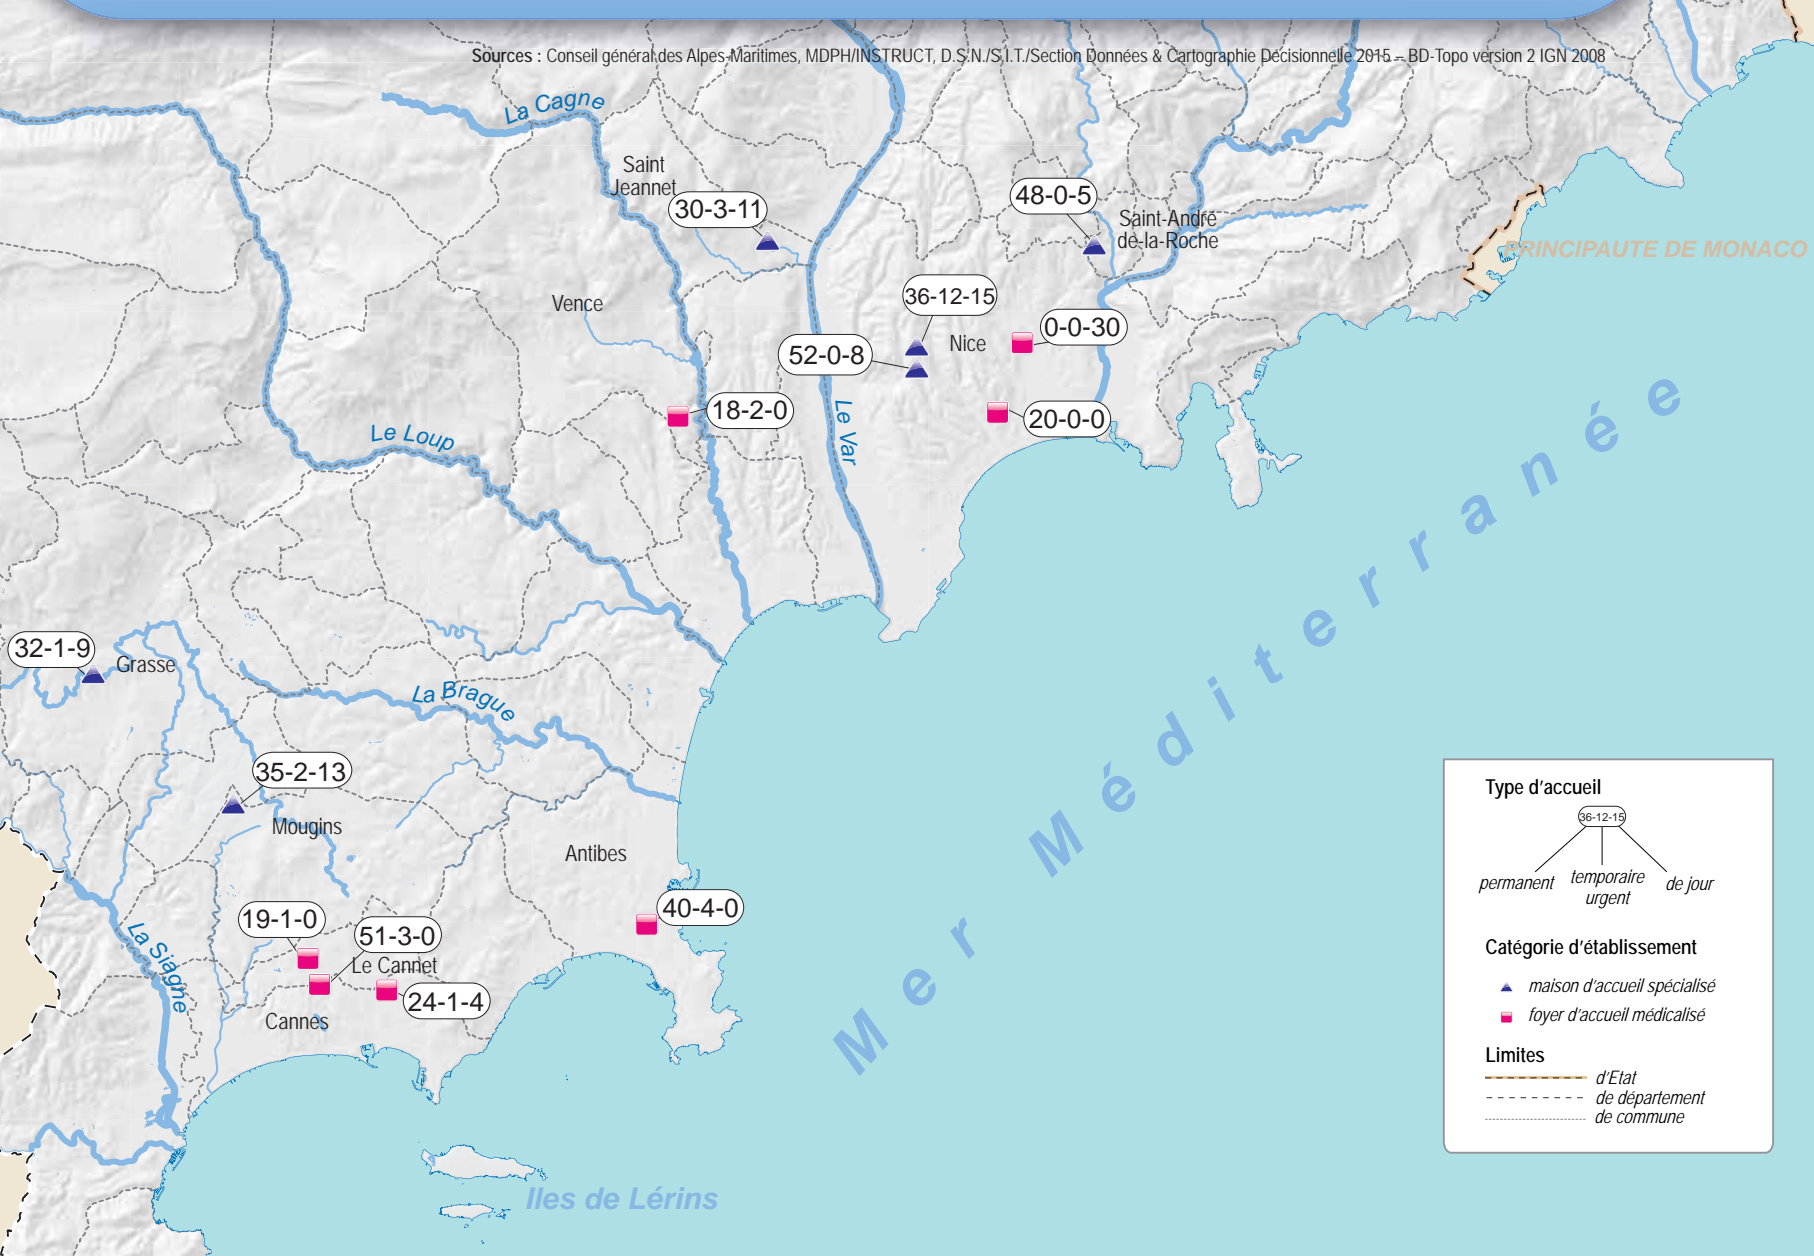 Sources : Conseil général des Alpes-Maritimes, MDPH/INSTRUCT, D.S.N./S.I.T./Section Données & Cartographie Décisionnelle 2015 - BD-Topo version 2 IGN 2008
La Cagne
Saint
Jeannet
30-3-11
48-0-5
Saint-André
de-la-Roche
PRINCIPAUTE DE MONACO
Vence
36-12-15
0-0-30
Nice
52-0-8
18-2-0
20-0-0
Le Var
Le Loup
Mer Méditerranée
32-1-9
Grasse
La Brague
35-2-13
Mougins
Antibes
40-4-0
19-1-0
51-3-0
Le Cannet
24-1-4
Cannes
La Siagne
Iles de Lérins
Type d'accueil
36-12-15
permanent
temporaire
urgent
de jour
Catégorie d'établissement
maison d'accueil spécialisé
foyer d'accueil médicalisé
Limites
d'Etat
de département
de commune